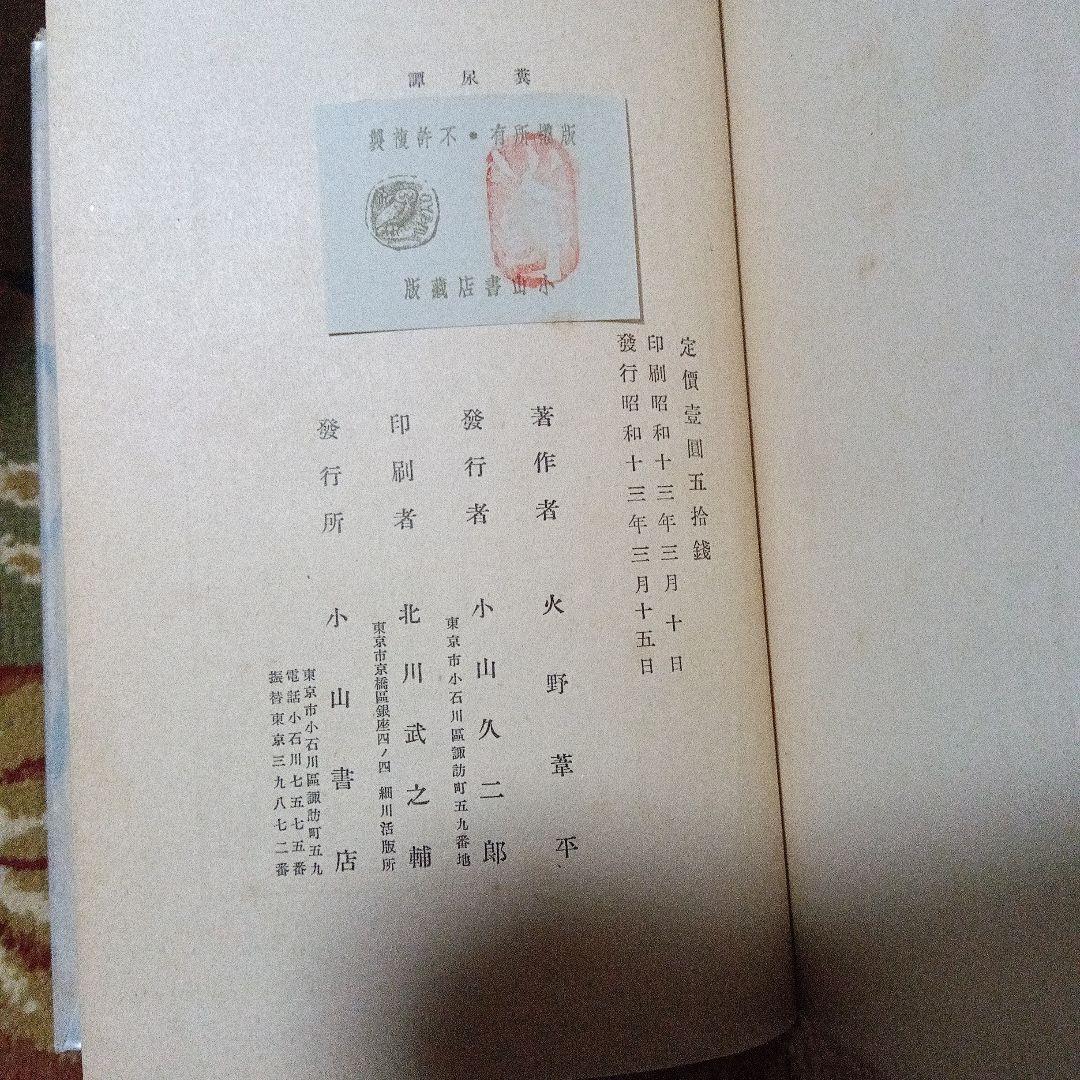 糞尿譚
版權所有・不許複製
小山書店藏版
定價壹圓五拾錢
印刷昭和十三年三月十日
發行昭和十三年三月十五日
著作者 火野葦平
發行者 小山久二郎
東京市小石川區諏訪町五九番地
印刷者 北川武之輔
東京市京橋區銀座四ノ四 細川活版所
發行所 小山書店
東京市小石川區諏訪町五九
電話小石川七五七五番
振替東京三九八七二番